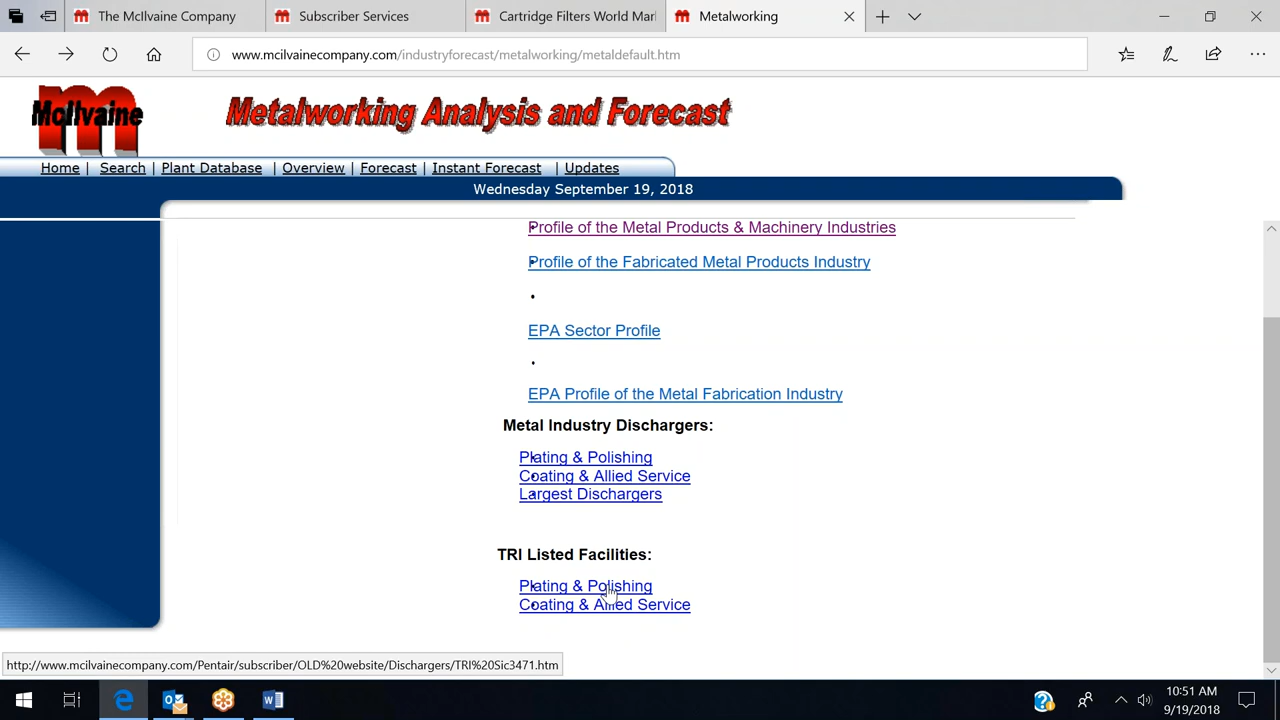 The McIlvaine Company
Subscriber Services
Cartridge Filters World Marl
Metalworking
www.mcilvainecompany.com/industryforecast/metalworking/metaldefault.htm
McIlvaine
Metalworking Analysis and Forecast
Home | Search | Plant Database | Overview | Forecast | Instant Forecast | Updates
Wednesday September 19, 2018
Profile of the Metal Products & Machinery Industries
Profile of the Fabricated Metal Products Industry
•
EPA Sector Profile
•
EPA Profile of the Metal Fabrication Industry
Metal Industry Dischargers:
Plating & Polishing
Coating & Allied Service
Largest Dischargers
TRI Listed Facilities:
Plating & Polishing
Coating & Allied Service
http://www.mcilvainecompany.com/Pentair/subscriber/OLD%20website/Dischargers/TRI%20Sic3471.htm
10:51 AM
9/19/2018